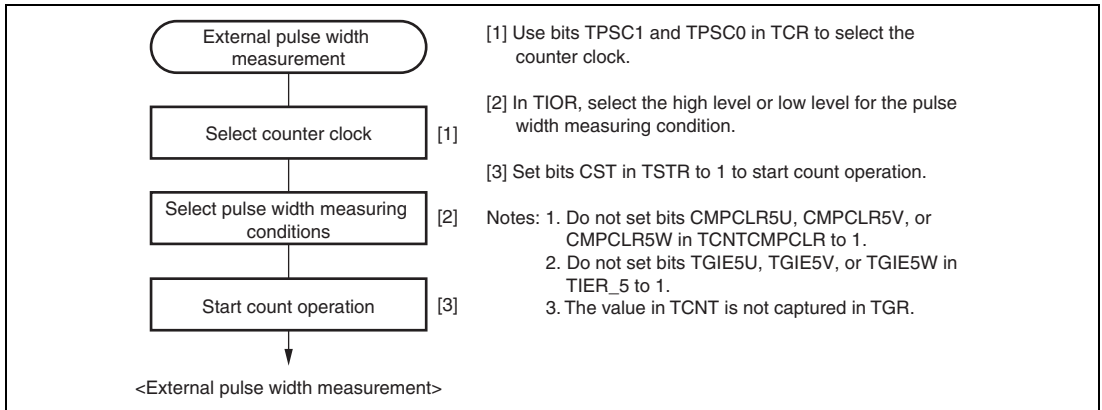 External pulse width
measurement
Select counter clock
[1]
Select pulse width measuring
conditions
[2]
Start count operation
[3]
<External pulse width measurement>
[1] Use bits TPSC1 and TPSC0 in TCR to select the
counter clock.
[2] In TIOR, select the high level or low level for the pulse
width measuring condition.
[3] Set bits CST in TSTR to 1 to start count operation.
Notes: 1. Do not set bits CMPCLR5U, CMPCLR5V, or
CMPCLR5W in TCNTCMPCLR to 1.
2. Do not set bits TGIE5U, TGIE5V, or TGIE5W in
TIER_5 to 1.
3. The value in TCNT is not captured in TGR.